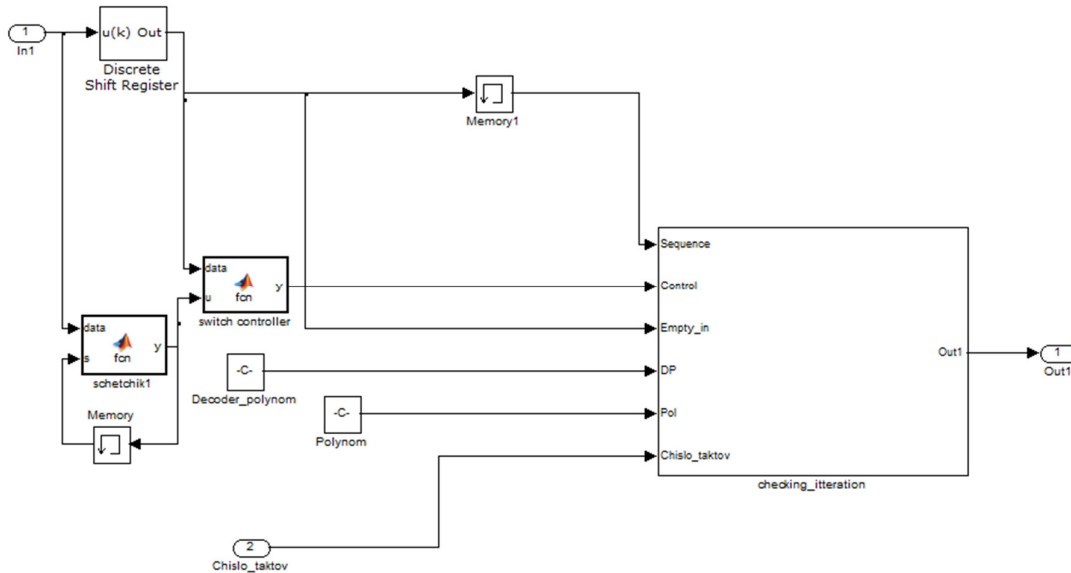 1
In1
u(k) Out
Discrete
Shift Register
Memory1
data
u
fcn
y
switch controller
data
s
fcn
y
schetchik1
Memory
-C-
Decoder_polynom
-C-
Polynom
2
Chislo_taktov
Sequence
Control
Empty_in
DP
Pol
Chislo_taktov
Out1
checking_itteration
1
Out1